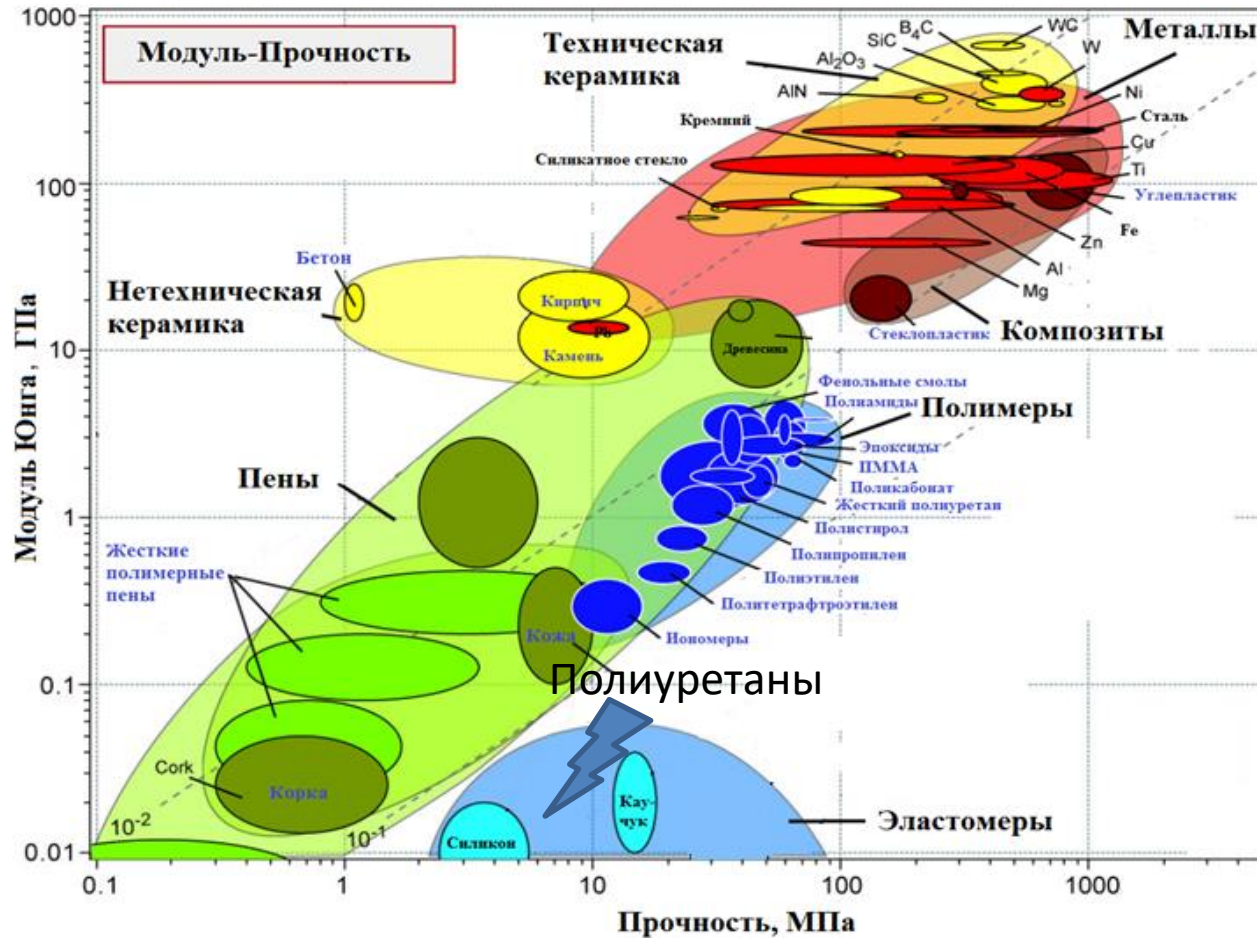 Модуль-Прочность
Модуль Юнга, ГПа
1000
100
10
1
0.1
0.01
Техническая
керамика
SiC
B₄C
WC
W
Металлы
Al₂O₃
AlN
Ni
Сталь
Кремний
Cu
Силикатное стекло
Ti
Углепластик
Fe
Zn
Al
Mg
Бетон
Нетехническая
керамика
Кирпич
Pb
Камень
Древесина
Стеклопластик
Композиты
Фенольные смолы
Полиамиды
Полимеры
Эпоксиды
ПММА
Поликабонат
Жесткий полиуретан
Полистирол
Полипропилен
Полиэтилен
Политетрафтроэтилен
Иономеры
Пены
Жесткие
полимерные
пены
Кожа
Полиуретаны
Cork
Корка
10⁻²
10⁻¹
Силикон
Кау-
чук
Эластомеры
0.1
1
10
100
1000
Прочность, МПа